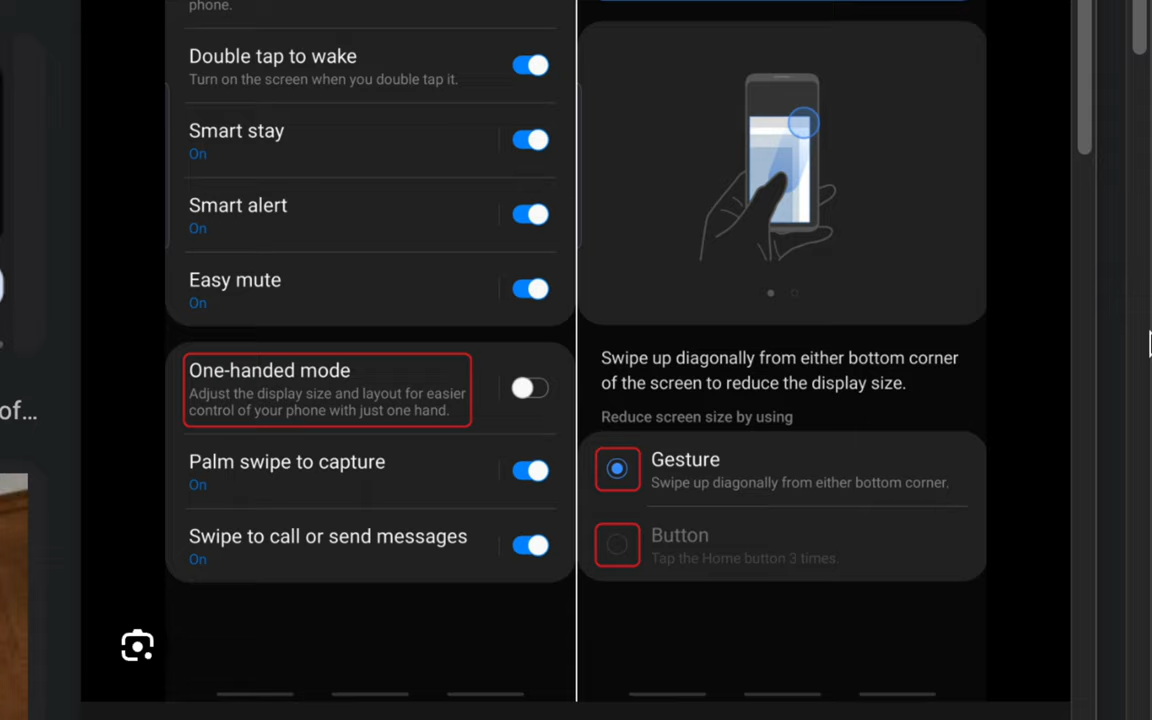 phone.
Double tap to wake
Turn on the screen when you double tap it.
Smart stay
On
Smart alert
On
Easy mute
On
One-handed mode
Adjust the display size and layout for easier
control of your phone with just one hand.
Palm swipe to capture
On
Swipe to call or send messages
On
of...
Swipe up diagonally from either bottom corner
of the screen to reduce the display size.
Reduce screen size by using
Gesture
Swipe up diagonally from either bottom corner.
Button
Tap the Home button 3 times.